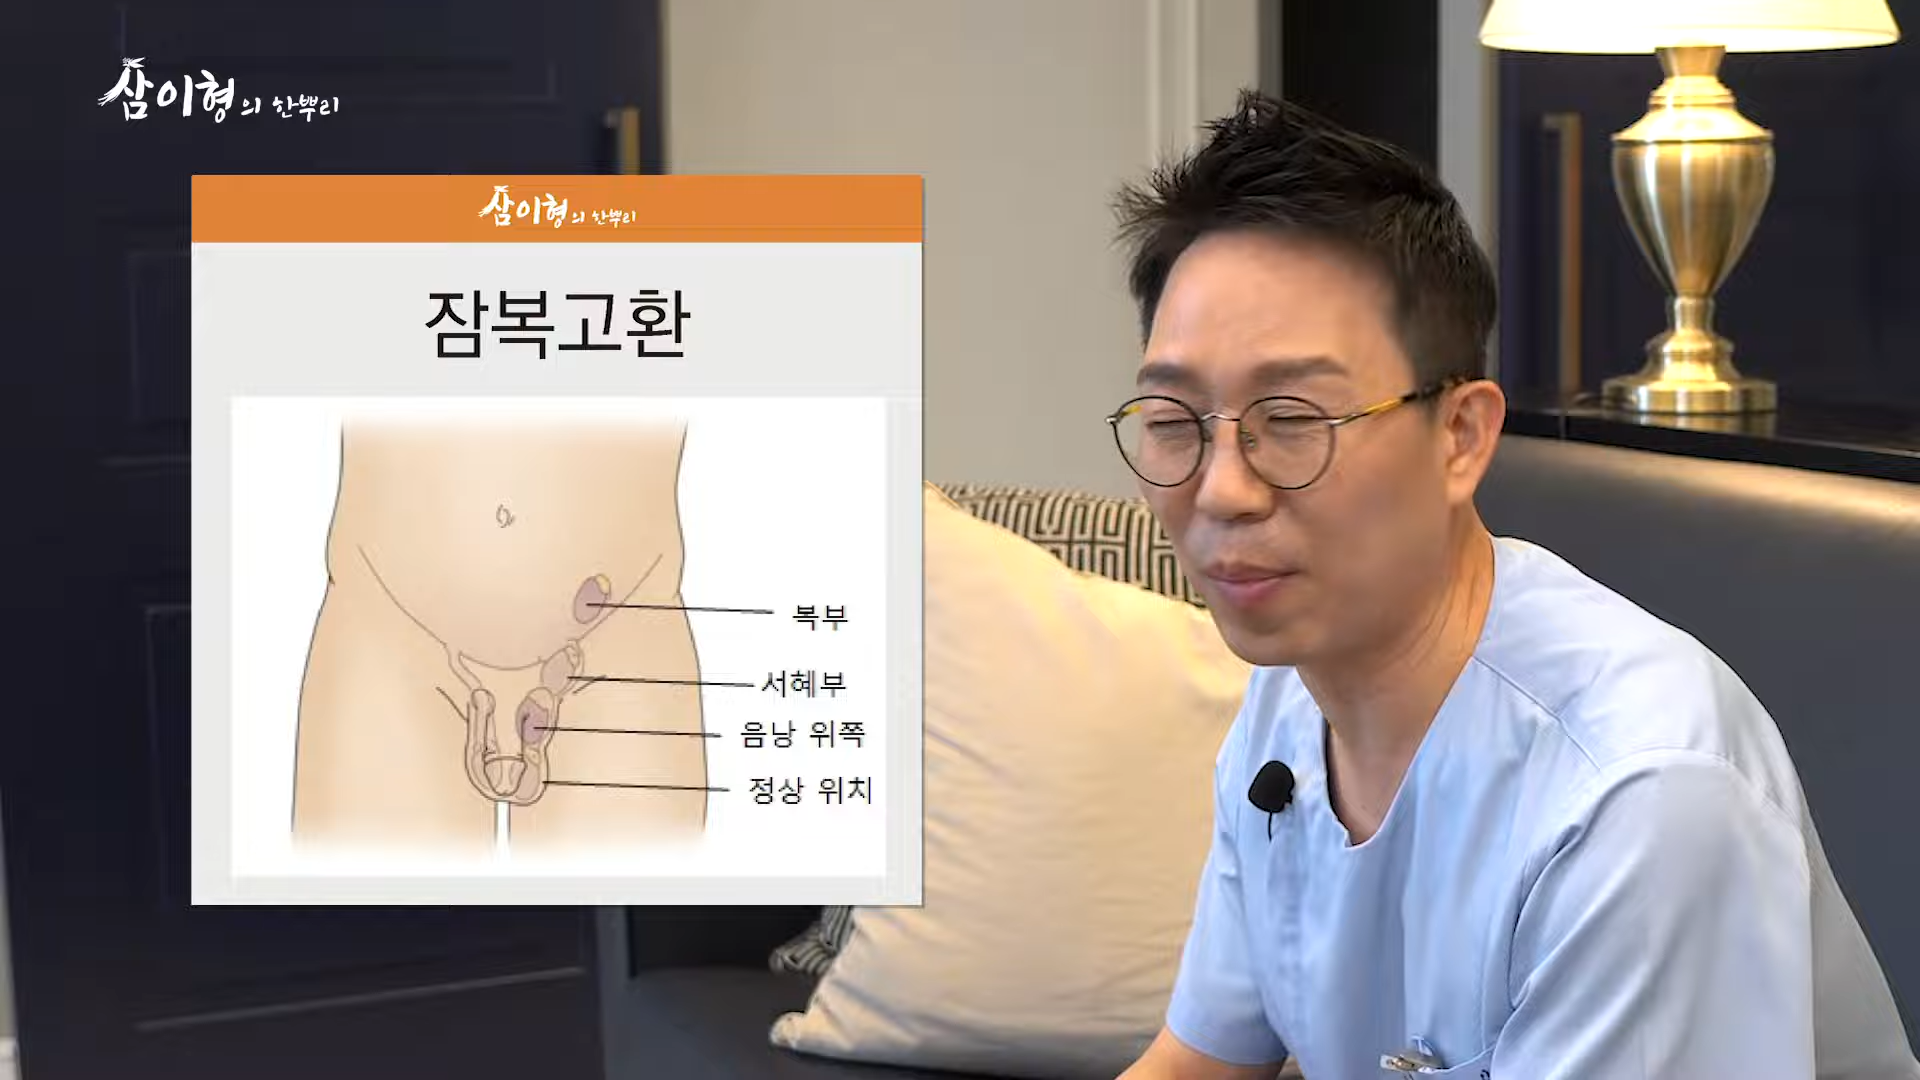 삼이형의 한뿌리
삼이형의 한뿌리
잠복고환
복부
서혜부
음낭 위쪽
정상 위치